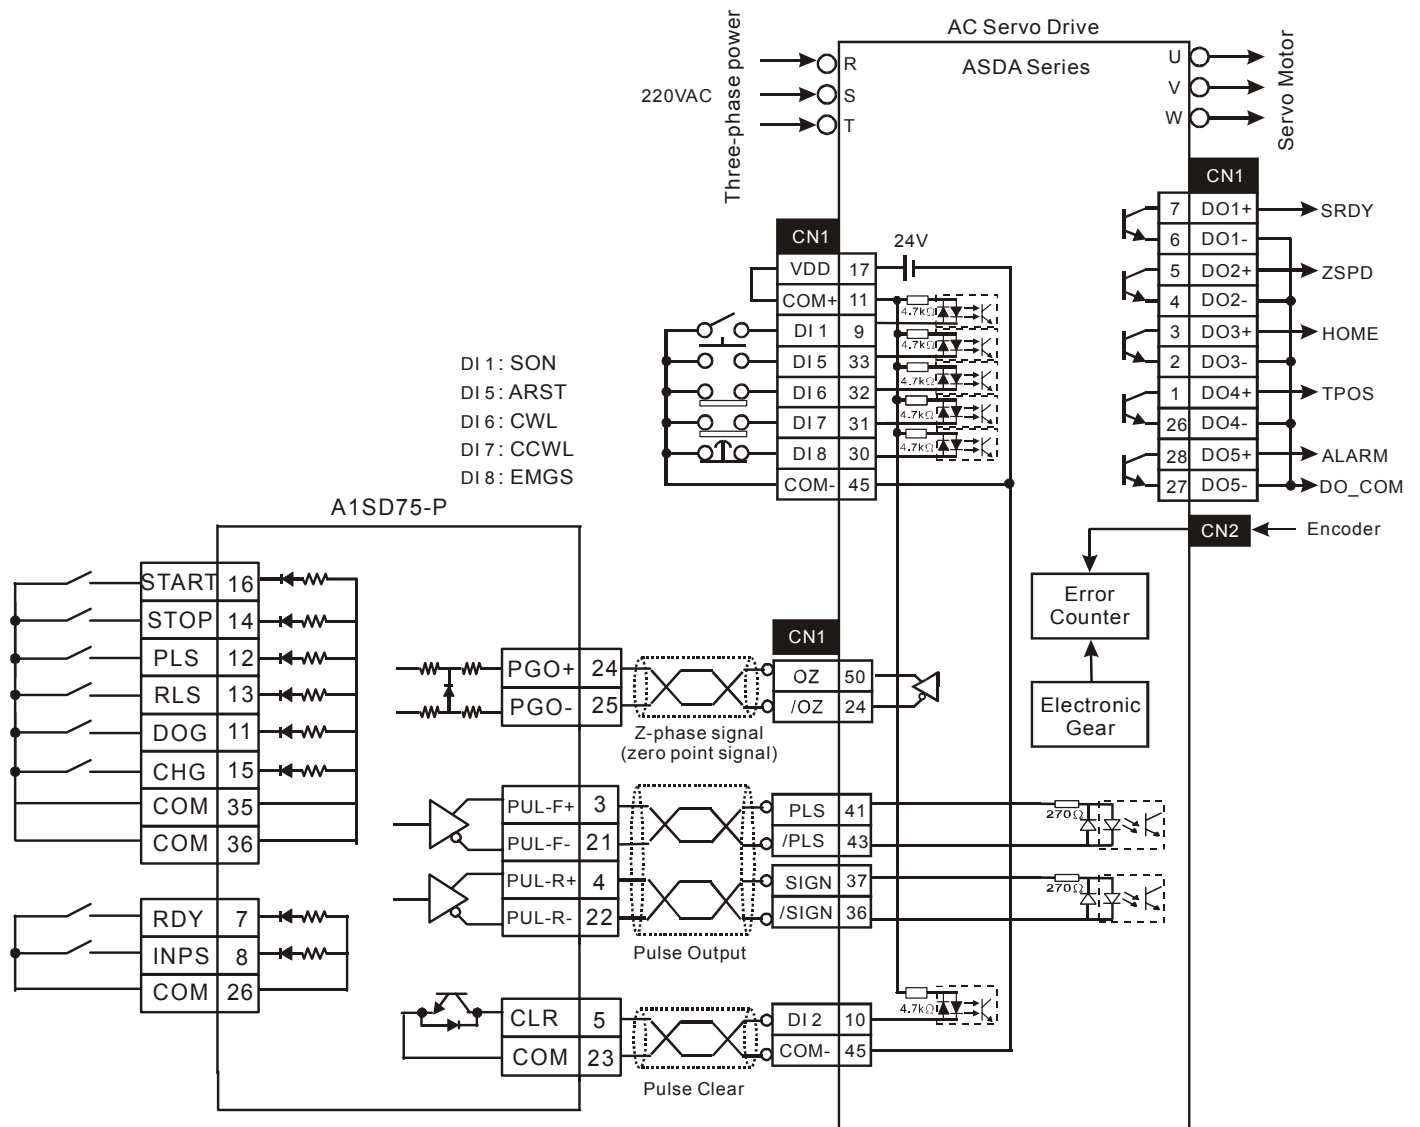 AC Servo Drive
ASDA Series
Three-phase power
220VAC
R
S
T
U
V
W
Servo Motor
CN1
7 DO1+ SRDY
6 DO1-
5 DO2+ ZSPD
4 DO2-
3 DO3+ HOME
2 DO3-
1 DO4+ TPOS
26 DO4-
28 DO5+ ALARM
27 DO5- DO_COM
CN2 Encoder
Error
Counter
Electronic
Gear
CN1
24V
VDD 17
COM+ 11
DI 1 9
DI 5 33
DI 6 32
DI 7 31
DI 8 30
COM- 45
4.7kΩ
4.7kΩ
4.7kΩ
4.7kΩ
4.7kΩ
DI 1: SON
DI 5: ARST
DI 6: CWL
DI 7: CCWL
DI 8: EMGS
A1SD75-P
START 16
STOP 14
PLS 12
RLS 13
DOG 11
CHG 15
COM 35
COM 36
RDY 7
INPS 8
COM 26
PGO+ 24
PGO- 25
Z-phase signal
(zero point signal)
CN1
OZ 50
/OZ 24
PUL-F+ 3
PUL-F- 21
PUL-R+ 4
PUL-R- 22
Pulse Output
PLS 41
/PLS 43
SIGN 37
/SIGN 36
270Ω
270Ω
CLR 5
COM 23
Pulse Clear
DI 2 10
COM- 45
4.7kΩ